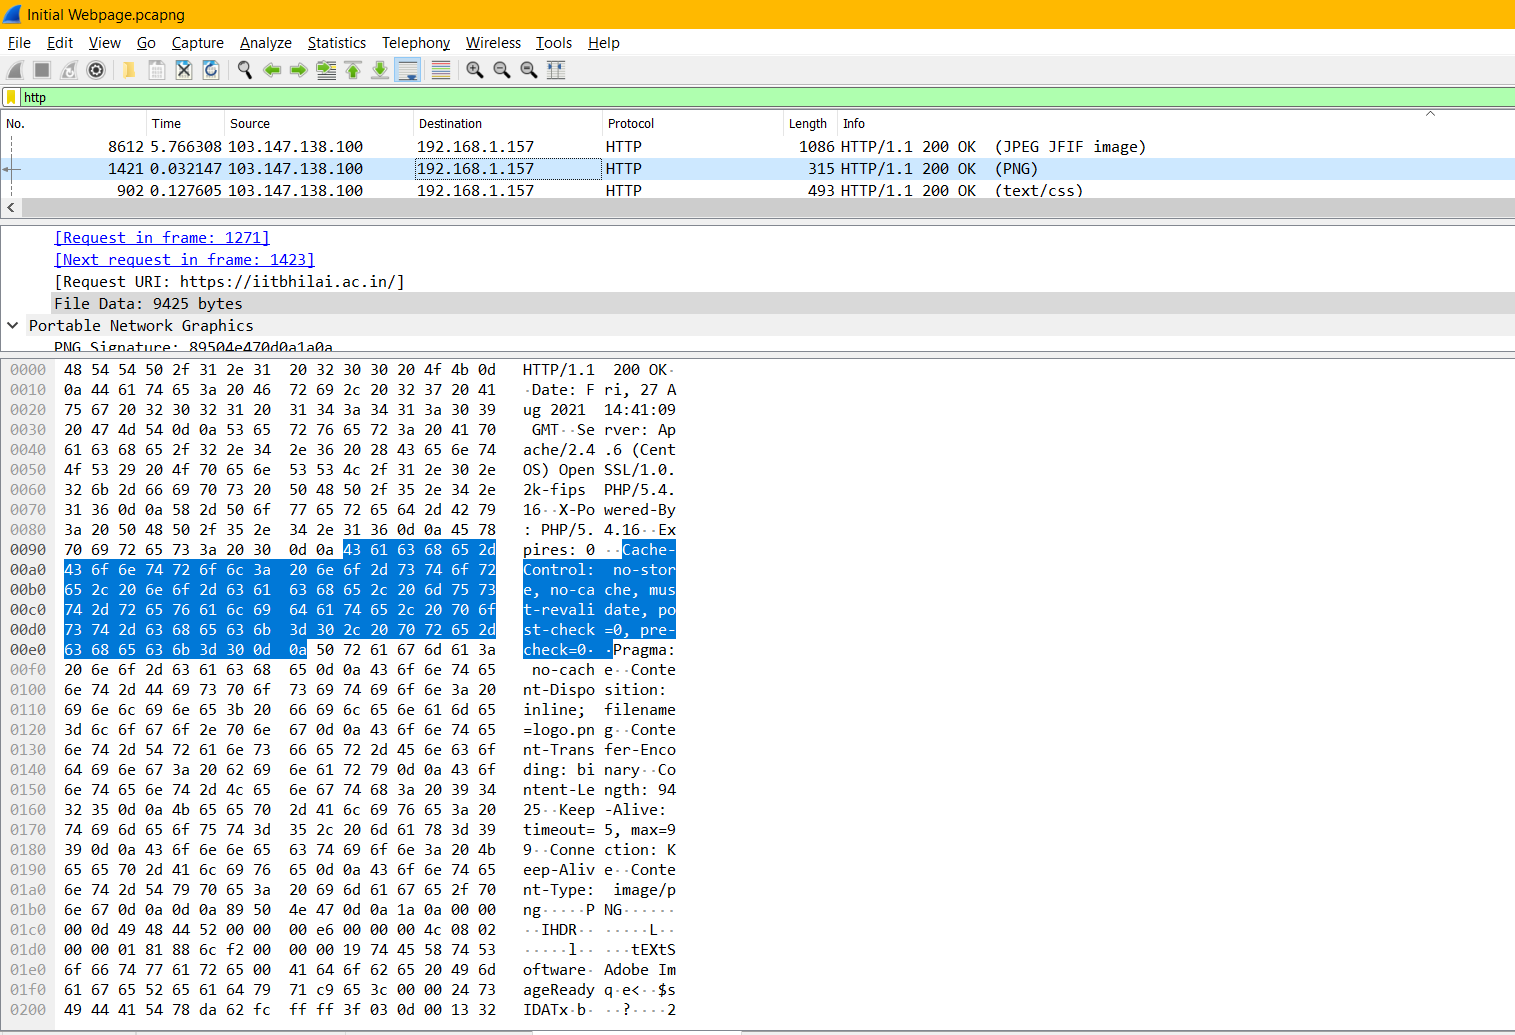 Initial Webpage.pcapng
File Edit View Go Capture Analyze Statistics Telephony Wireless Tools Help
http
No. Time Source Destination Protocol Length Info
8612 5.766308 103.147.138.100 192.168.1.157 HTTP 1086 HTTP/1.1 200 OK (JPEG JFIF image)
1421 0.032147 103.147.138.100 192.168.1.157 HTTP 315 HTTP/1.1 200 OK (PNG)
902 0.127605 103.147.138.100 192.168.1.157 HTTP 493 HTTP/1.1 200 OK (text/css)
[Request in frame: 1271]
[Next request in frame: 1423]
[Request URI: https://iitbhilai.ac.in/]
File Data: 9425 bytes
Portable Network Graphics
PNG Signature: 89504e470d0a1a0a
0000 48 54 54 50 2f 31 2e 31 20 32 30 30 20 4f 4b 0d HTTP/1.1 200 OK·
0010 0a 44 61 74 65 3a 20 46 72 69 2c 20 32 37 20 41 ·Date: F ri, 27 A
0020 75 67 20 32 30 32 31 20 31 34 3a 34 31 3a 30 39 ug 2021 14:41:09
0030 20 47 4d 54 0d 0a 53 65 72 76 65 72 3a 20 41 70 GMT··Se rver: Ap
0040 61 63 68 65 2f 32 2e 34 2e 36 20 28 43 65 6e 74 ache/2.4 .6 (Cent
0050 4f 53 29 20 4f 70 65 6e 53 53 4c 2f 31 2e 30 2e OS) Open SSL/1.0.
0060 32 6b 2d 66 69 70 73 20 50 48 50 2f 35 2e 34 2e 2k-fips PHP/5.4.
0070 31 36 0d 0a 58 2d 50 6f 77 65 72 65 64 2d 42 79 16··X-Po wered-By
0080 3a 20 50 48 50 2f 35 2e 34 2e 31 36 0d 0a 45 78 : PHP/5. 4.16··Ex
0090 70 69 72 65 73 3a 20 30 0d 0a 43 61 63 68 65 2d pires: 0 ··Cache-
00a0 43 6f 6e 74 72 6f 6c 3a 20 6e 6f 2d 73 74 6f 72 Control: no-stor
00b0 65 2c 20 6e 6f 2d 63 61 63 68 65 2c 20 6d 75 73 e, no-ca che, mus
00c0 74 2d 72 65 76 61 6c 69 64 61 74 65 2c 20 70 6f t-revali date, po
00d0 73 74 2d 63 68 65 63 6b 3d 30 2c 20 70 72 65 2d st-check =0, pre-
00e0 63 68 65 63 6b 3d 30 0d 0a 50 72 61 67 6d 61 3a check=0· ·Pragma:
00f0 20 6e 6f 2d 63 61 63 68 65 0d 0a 43 6f 6e 74 65 no-cach e··Conte
0100 6e 74 2d 44 69 73 70 6f 73 69 74 69 6f 6e 3a 20 nt-Dispo sition:
0110 69 6e 6c 69 6e 65 3b 20 66 69 6c 65 6e 61 6d 65 inline; filename
0120 3d 6c 6f 67 6f 2e 70 6e 67 0d 0a 43 6f 6e 74 65 =logo.pn g··Conte
0130 6e 74 2d 54 72 61 6e 73 66 65 72 2d 45 6e 63 6f nt-Trans fer-Enco
0140 64 69 6e 67 3a 20 62 69 6e 61 72 79 0d 0a 43 6f ding: bi nary··Co
0150 6e 74 65 6e 74 2d 4c 65 6e 67 74 68 3a 20 39 34 ntent-Le ngth: 94
0160 32 35 0d 0a 4b 65 65 70 2d 41 6c 69 76 65 3a 20 25··Keep -Alive:
0170 74 69 6d 65 6f 75 74 3d 35 2c 20 6d 61 78 3d 39 timeout= 5, max=9
0180 39 0d 0a 43 6f 6e 6e 65 63 74 69 6f 6e 3a 20 4b 9··Conne ction: K
0190 65 65 70 2d 41 6c 69 76 65 0d 0a 43 6f 6e 74 65 eep-Aliv e··Conte
01a0 6e 74 2d 54 79 70 65 3a 20 69 6d 61 67 65 2f 70 nt-Type: image/p
01b0 6e 67 0d 0a 0d 0a 89 50 4e 47 0d 0a 1a 0a 00 00 ng·····P NG······
01c0 00 0d 49 48 44 52 00 00 00 e6 00 00 00 4c 08 02 ··IHDR·· ·····L··
01d0 00 00 01 81 88 6c f2 00 00 00 19 74 45 58 74 53 ·····l·· ···tEXtS
01e0 6f 66 74 77 61 72 65 00 41 64 6f 62 65 20 49 6d oftware· Adobe Im
01f0 61 67 65 52 65 61 64 79 71 c9 65 3c 00 00 24 73 ageReady q·e<··$s
0200 49 44 41 54 78 da 62 fc ff ff 3f 03 0d 00 13 32 IDATx·b· ··?····2